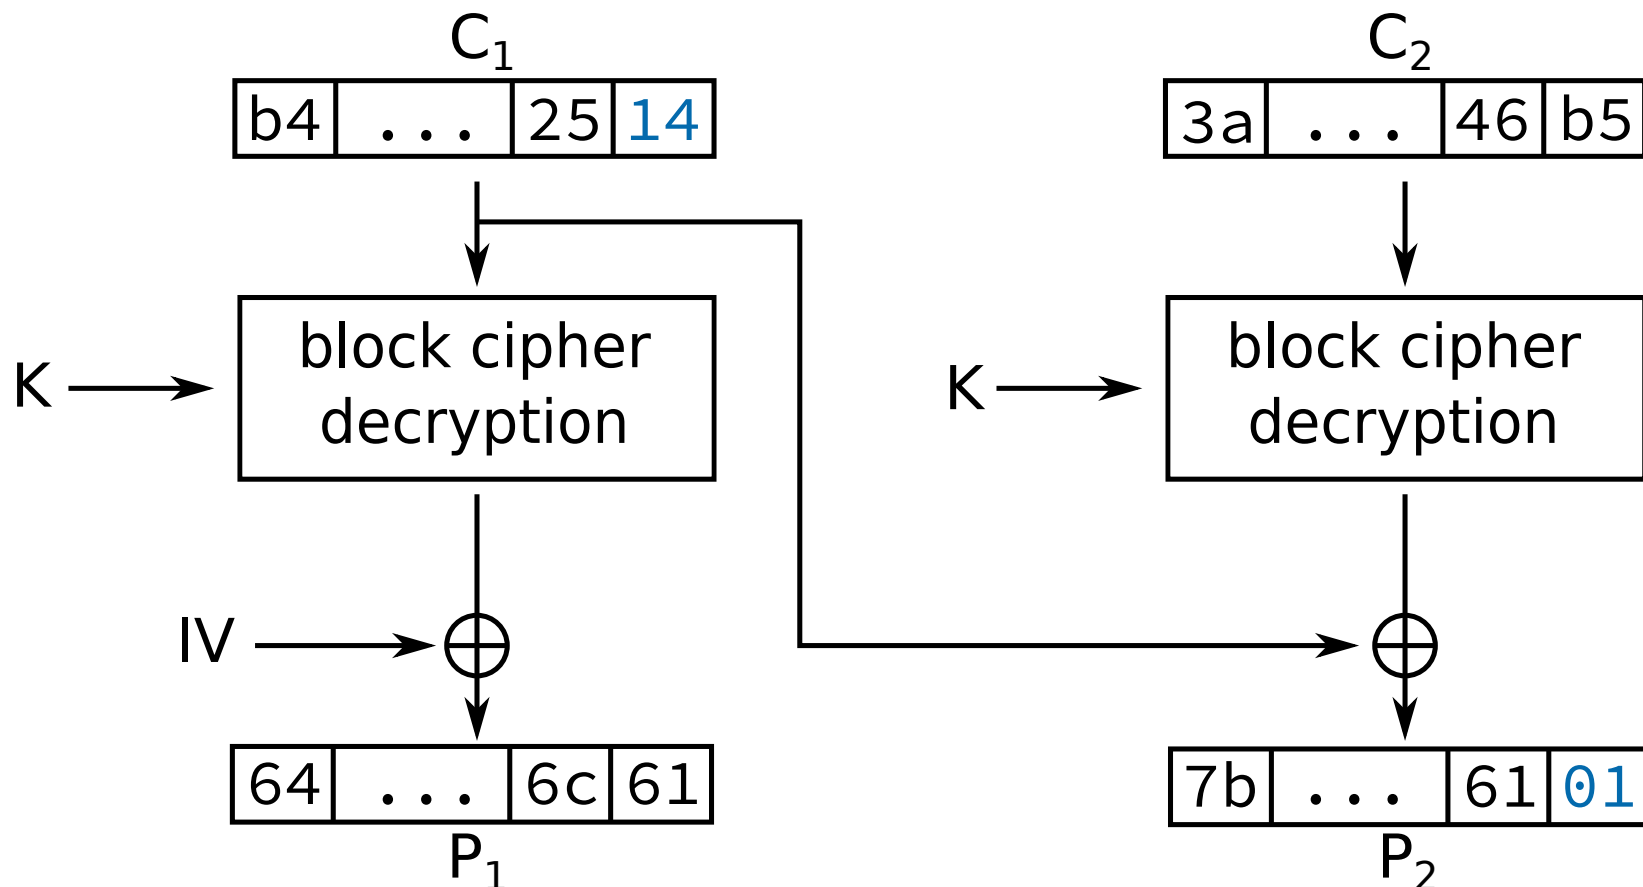 C₁ C₂
b4 ... 25 14 3a ... 46 b5
block cipher decryption block cipher decryption
K K
IV
64 ... 6c 61 7b ... 61 01
P₁ P₂